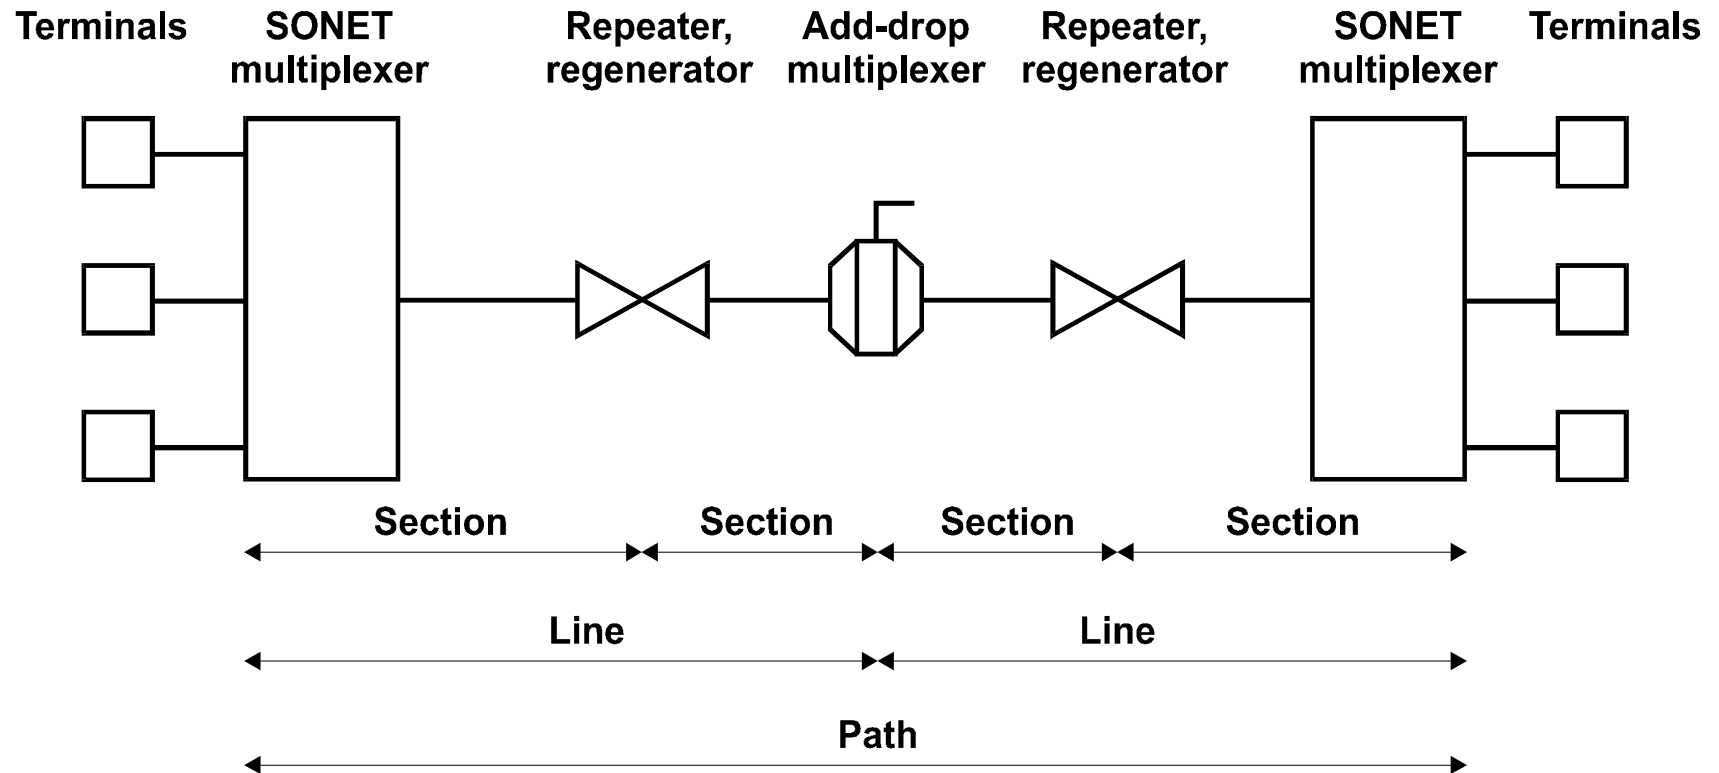 Terminals
SONET
multiplexer
Repeater,
regenerator
Add-drop
multiplexer
Repeater,
regenerator
SONET
multiplexer
Terminals
Section
Section
Section
Section
Line
Line
Path